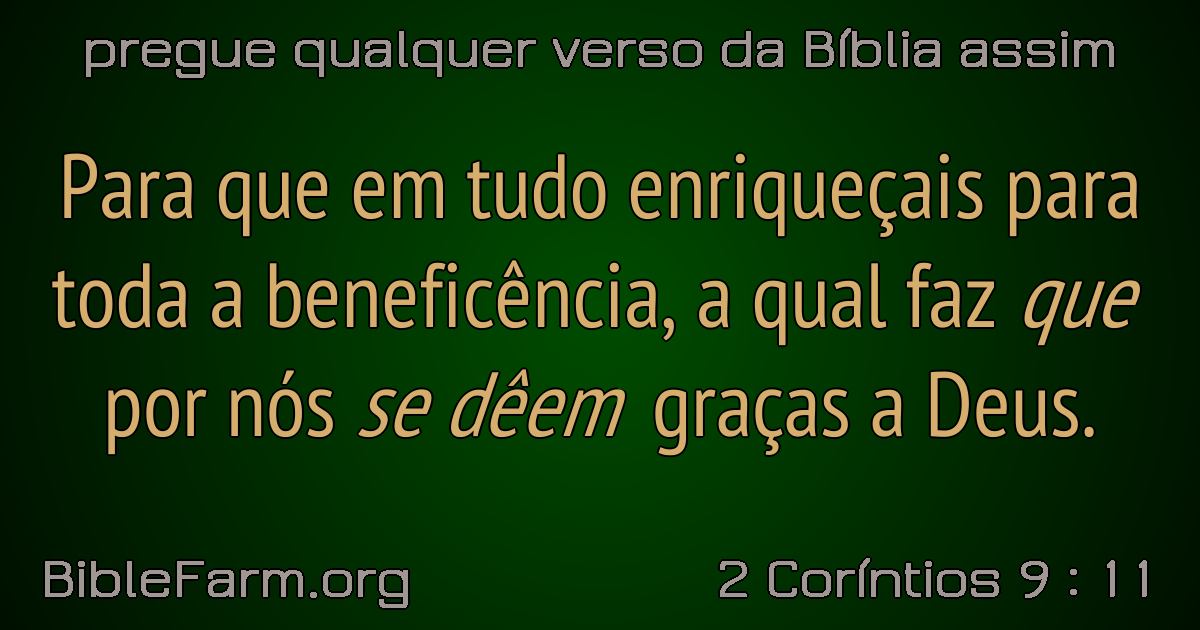 pregue qualquer verso da Bíblia assim
Para que em tudo enriqueçais para
toda a beneficência, a qual faz que
por nós se dêem graças a Deus.
BibleFarm.org
2 Coríntios 9 : 11